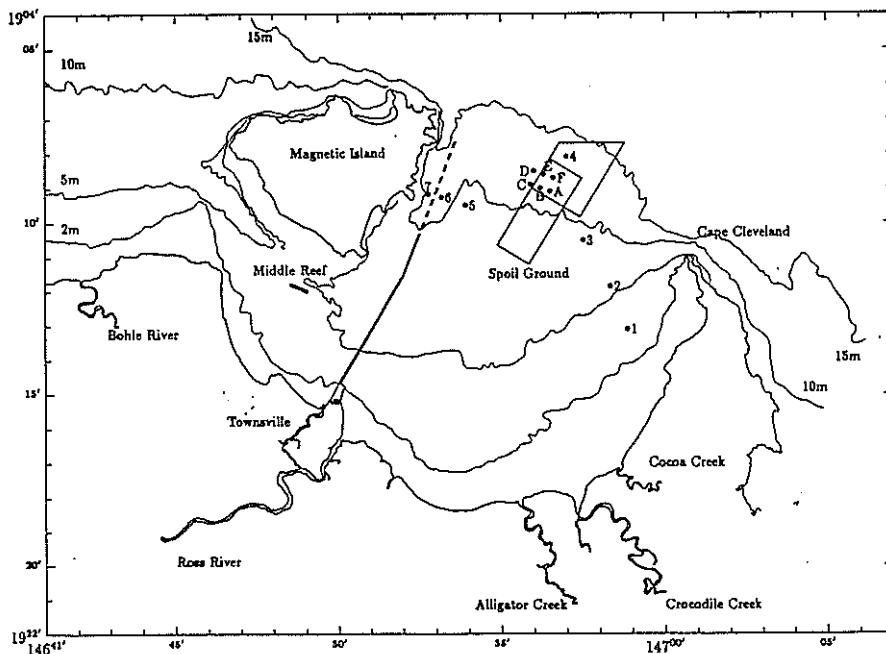 19°04'
05'
15m
10m
Magnetic Island
4
D
E
F
C
B
A
5m
7
6
5
10'
2m
3
Cape Cleveland
Middle Reef
Spoil Ground
2
Bohle River
1
15m
10m
15'
Townsville
Cocoa Creek
Ross River
20'
Alligator Creek
Crocodile Creek
19°22'
146°41'
45'
50'
147°00'
05'